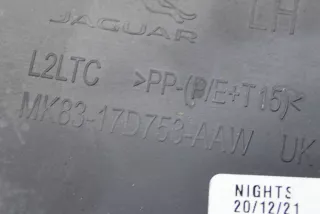 JAGUAR
LH
L2LTC >PP-(P/E+T15)<
MK83-17D753-AAW UK
NIGHTS
20/12/21